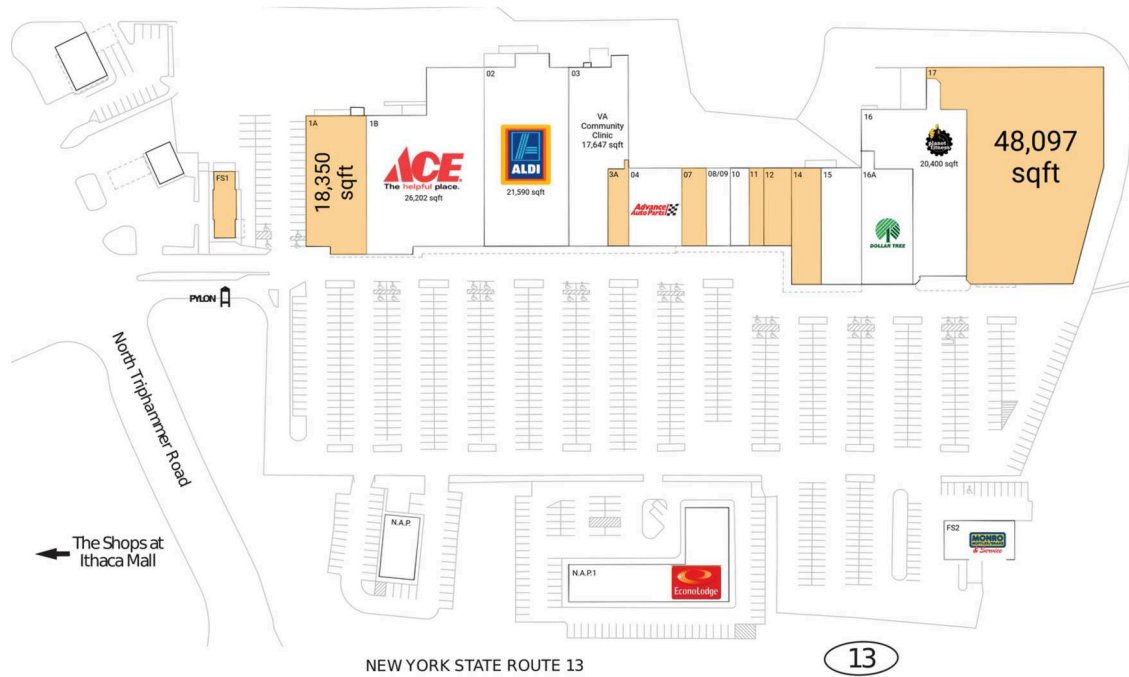 02
03
17
1A
1B
16
VA
Community
Clinic
17,647 sqft
ACE
The helpful place.
26,202 sqft
ALDI
21,590 sqft
planet
fitness
20,400 sqft
48,097
sqft
18,350
sqft
FS1
3A
04
07
08/09
10
11
12
14
15
16A
Advance
Auto Parts
DOLLAR TREE
PYLON
North Triphammer Road
The Shops at
Ithaca Mall
N.A.P.
N.A.P.1
EconoLodge
FS2
MONRO
MUFFLER/BRAKE
& Service
NEW YORK STATE ROUTE 13
13